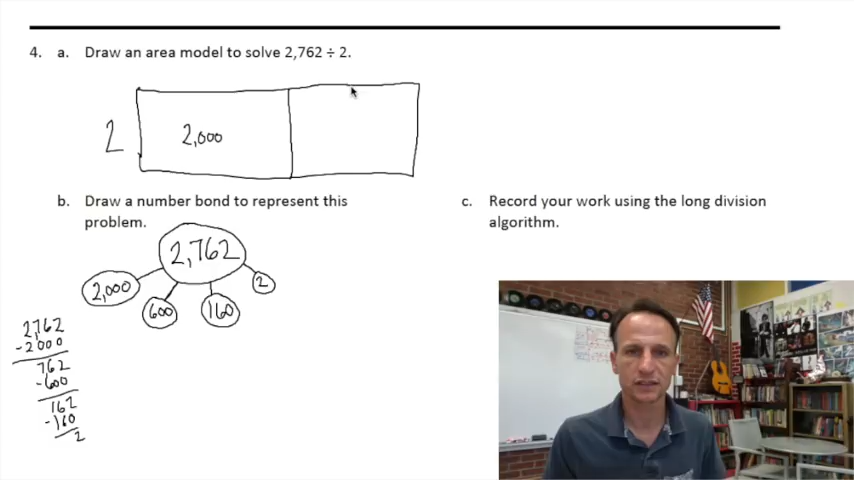 4. a. Draw an area model to solve 2,762 ÷ 2.
2
2,000
b. Draw a number bond to represent this
problem.
c. Record your work using the long division
algorithm.
2,762
2,000
600
160
2
2762
-2000
762
-600
162
-160
2